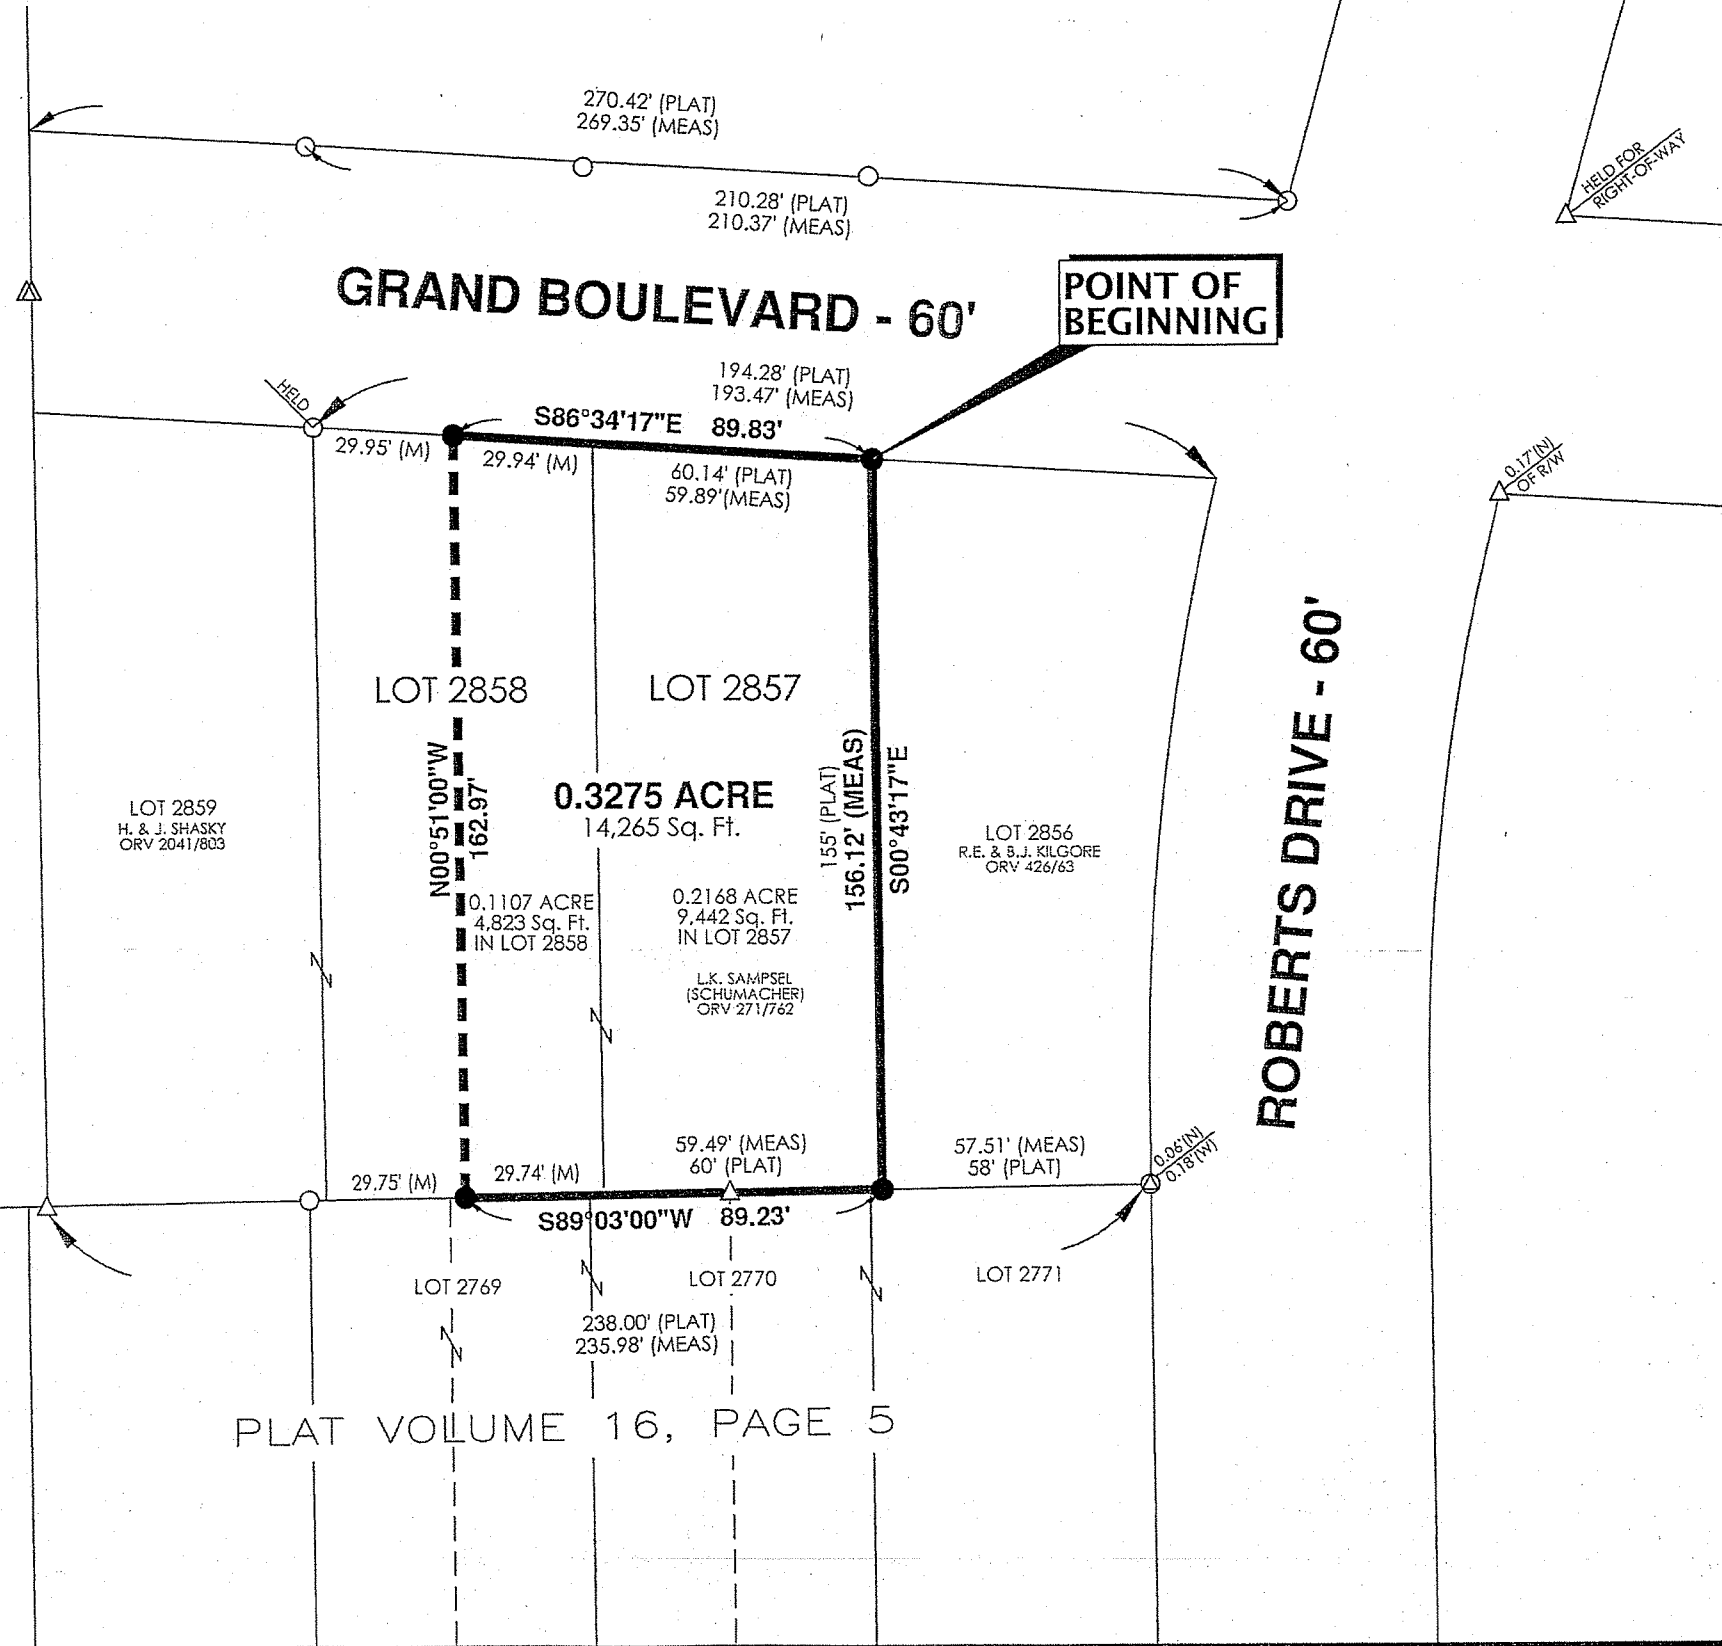 270.42' (PLAT)
269.35' (MEAS)
HELD FOR
RIGHT-OF-WAY
210.28' (PLAT)
210.37' (MEAS)
GRAND BOULEVARD - 60'
POINT OF
BEGINNING
194.28' (PLAT)
193.47' (MEAS)
HELD
S86°34'17"E 89.83'
29.95' (M)
29.94' (M)
60.14' (PLAT)
59.89'(MEAS)
0.17'(N)
OF R/W
LOT 2858
LOT 2857
ROBERTS DRIVE - 60'
N00°51'00"W
162.97'
0.3275 ACRE
14,265 Sq. Ft.
155' (PLAT)
156.12' (MEAS)
S00°43'17"E
LOT 2859
H. & J. SHASKY
ORV 2041/803
LOT 2856
R.E. & B.J. KILGORE
ORV 426/63
0.1107 ACRE
4,823 Sq. Ft.
IN LOT 2858
0.2168 ACRE
9,442 Sq. Ft.
IN LOT 2857
L.K. SAMPSEL
(SCHUMACHER)
ORV 271/762
59.49' (MEAS)
60' (PLAT)
57.51' (MEAS)
58' (PLAT)
0.06'(N)
0.18'(W)
29.75' (M)
29.74' (M)
S89°03'00"W 89.23'
LOT 2769
LOT 2770
LOT 2771
238.00' (PLAT)
235.98' (MEAS)
PLAT VOLUME 16, PAGE 5